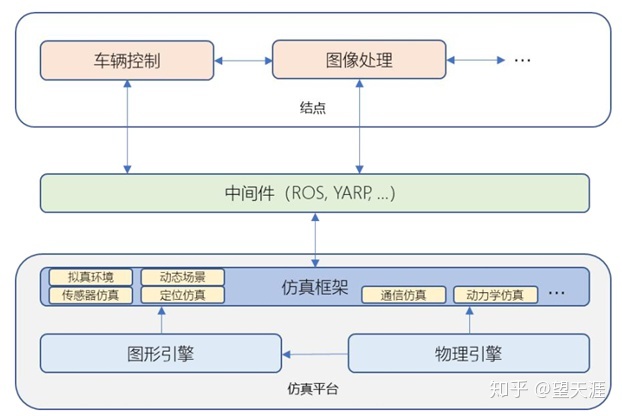 车辆控制
图像处理
...
结点
中间件（ROS, YARP, ...）
拟真环境
动态场景
传感器仿真
定位仿真
仿真框架
通信仿真
动力学仿真
...
图形引擎
物理引擎
仿真平台
知乎 @望天涯